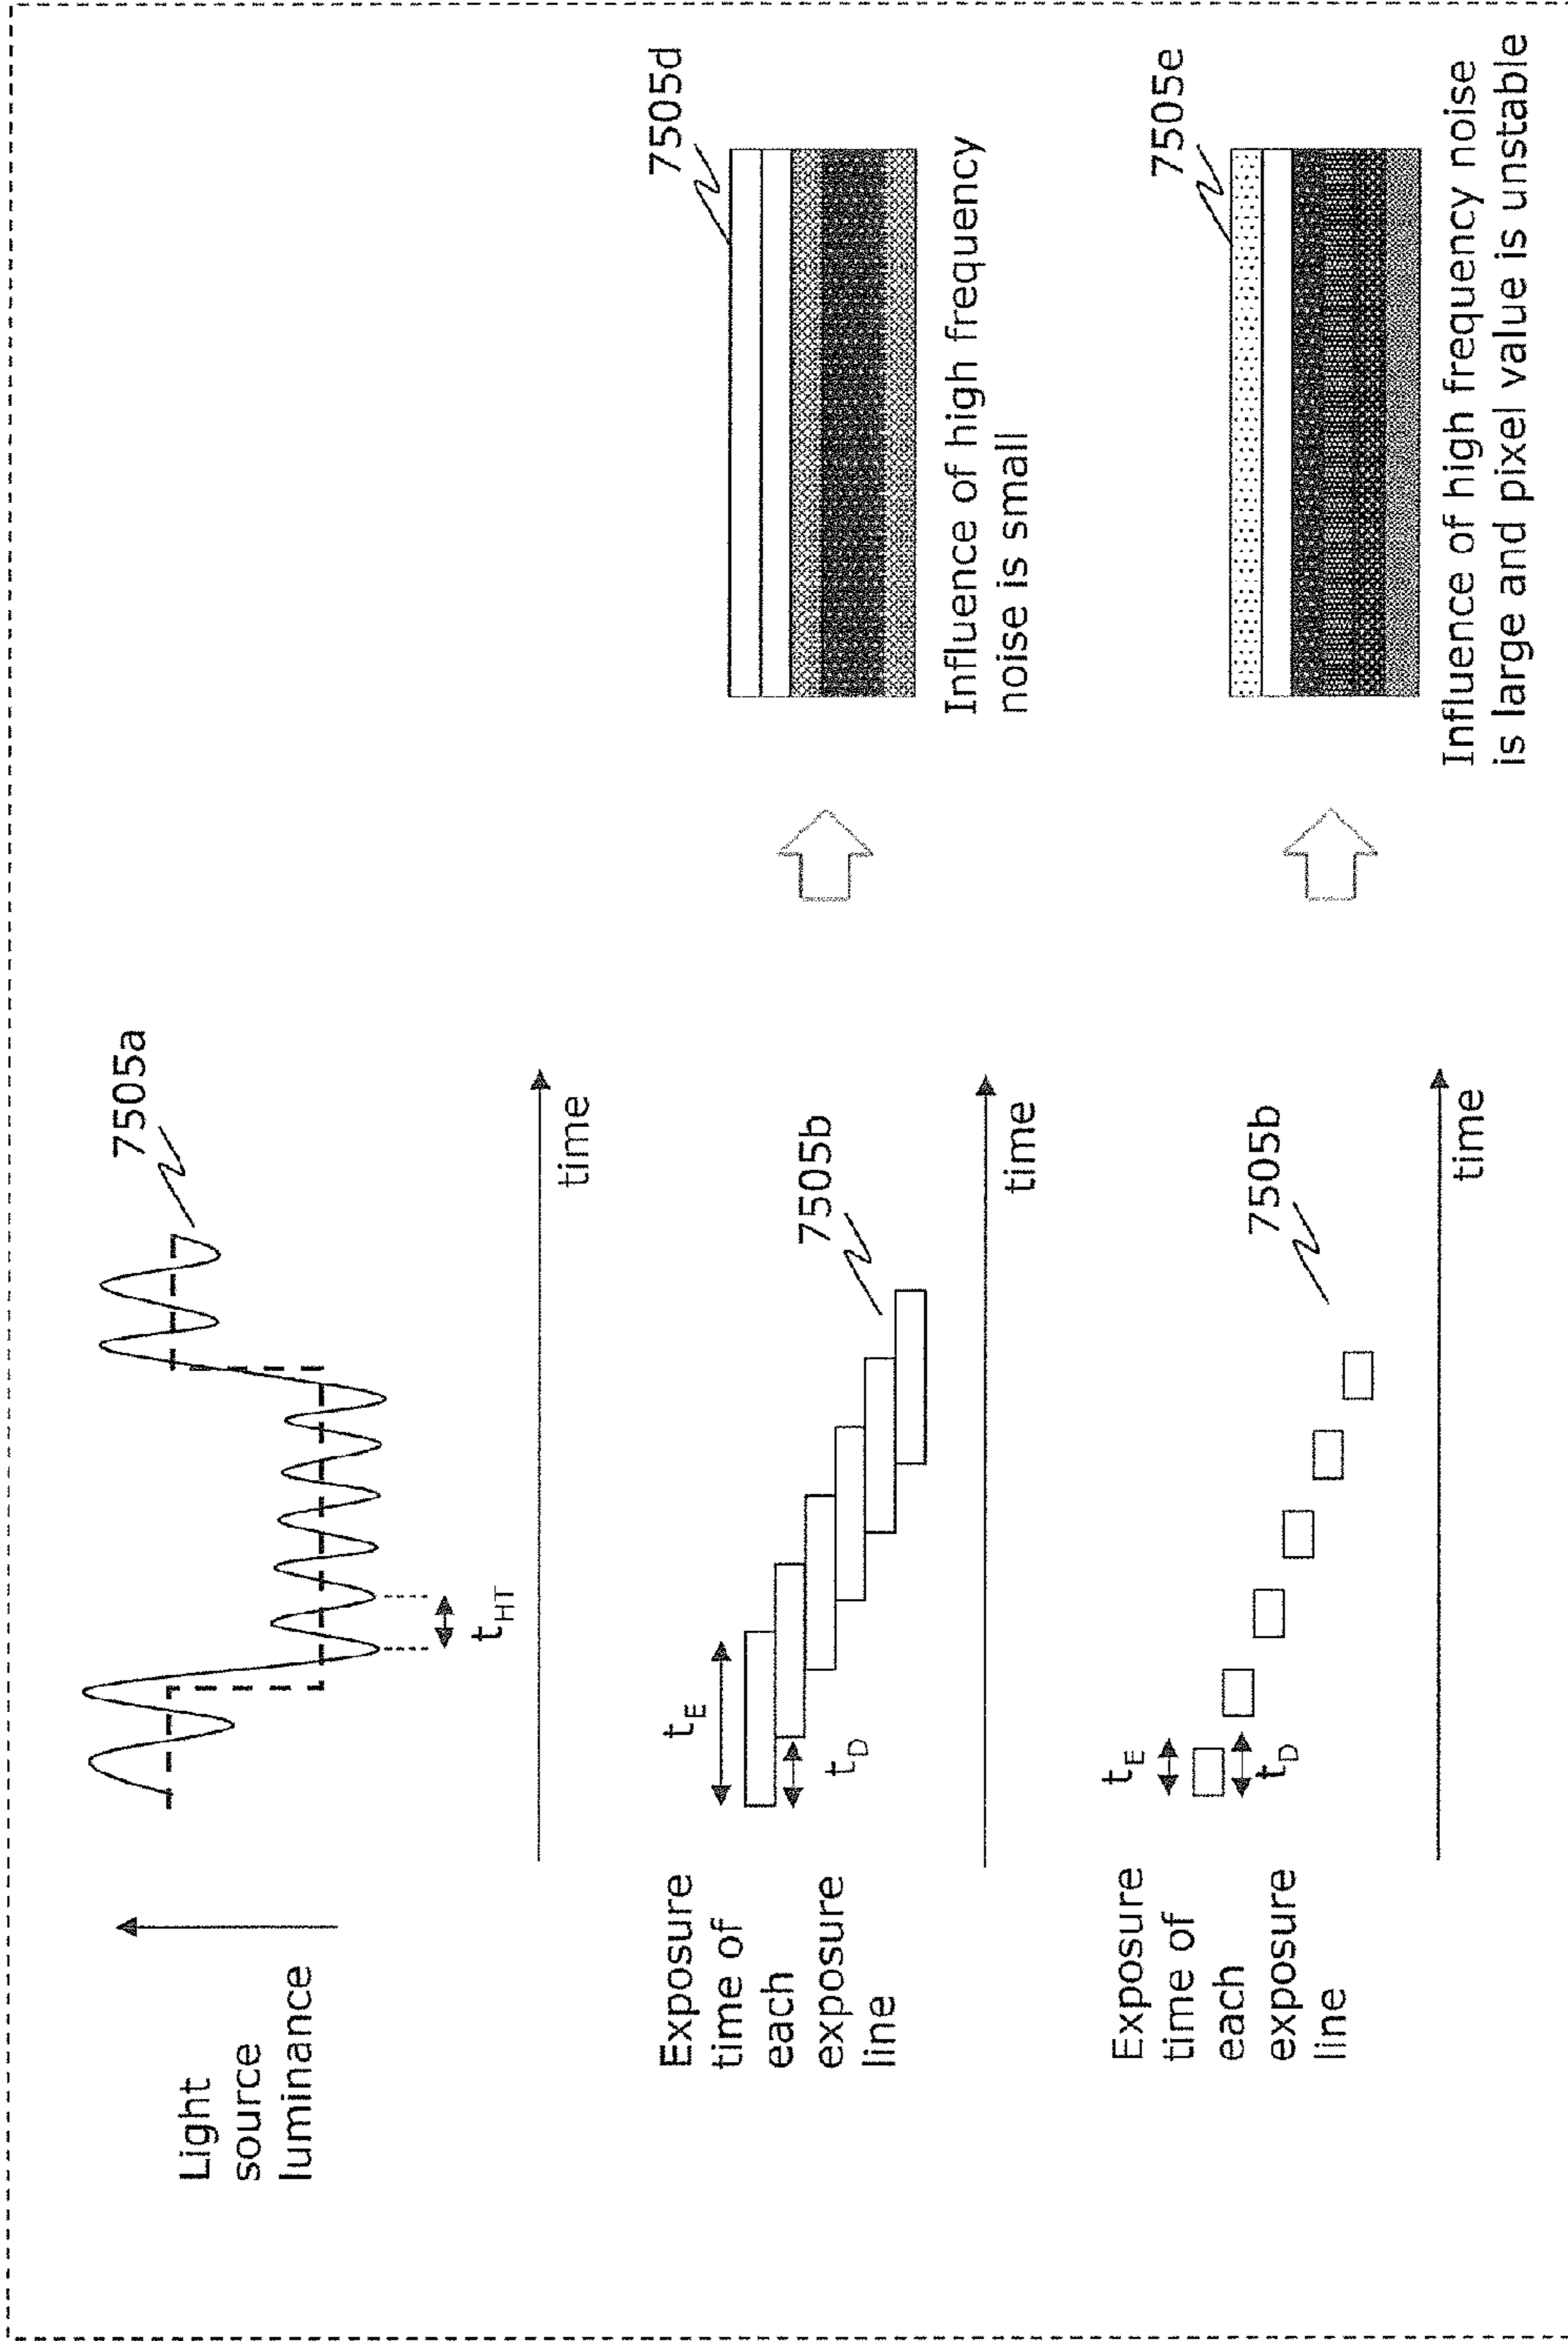 Light
source
luminance
7505a
t_HT
time
Exposure
time of
each
exposure
line
t_E
t_D
7505b
time
7505d
Influence of high frequency
noise is small
Exposure
time of
each
exposure
line
t_E
t_D
7505b
time
7505e
Influence of high frequency noise
is large and pixel value is unstable